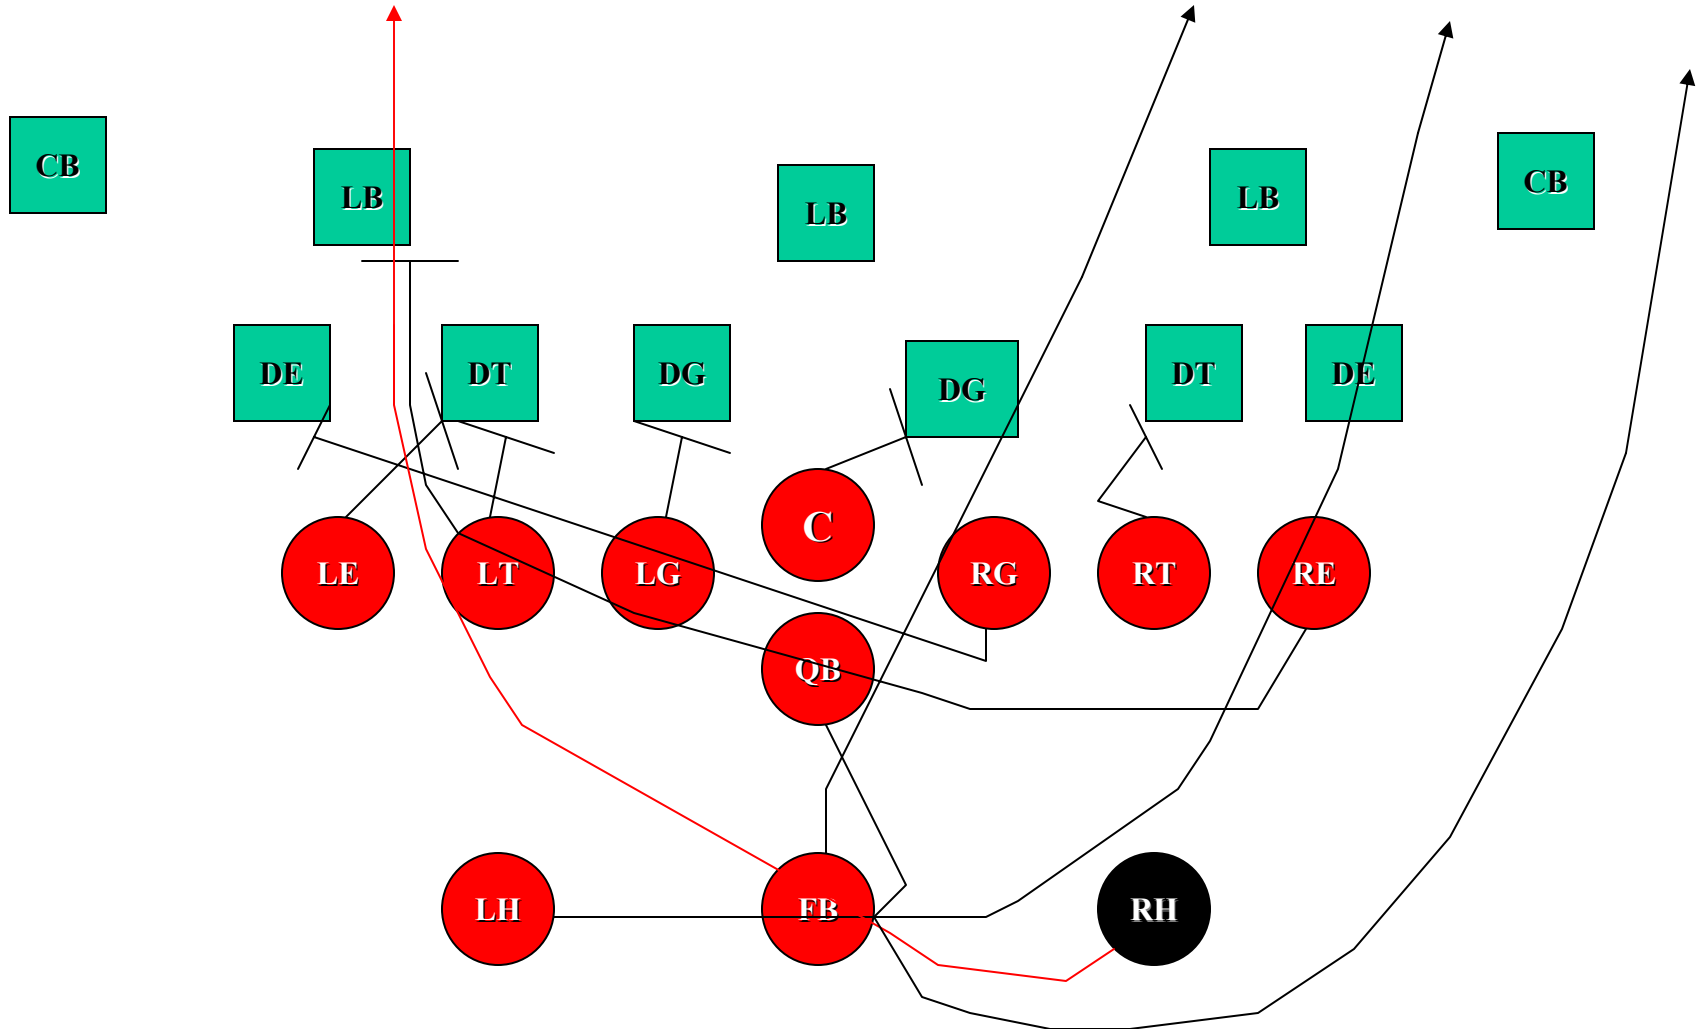 CB
LB
LB
LB
CB
DE
DT
DG
DG
DT
DE
LE
LT
LG
C
RG
RT
RE
QB
LH
FB
RH